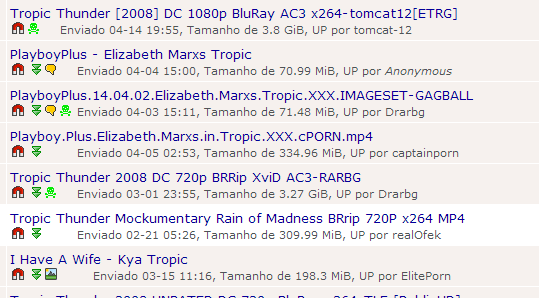 Tropic Thunder [2008] DC 1080p BluRay AC3 x264-tomcat12[ETRG]
Enviado 04-14 19:55, Tamanho de 3.8 GiB, UP por tomcat-12
PlayboyPlus - Elizabeth Marxs Tropic
Enviado 04-04 15:00, Tamanho de 70.99 MiB, UP por Anonymous
PlayboyPlus.14.04.02.Elizabeth.Marxs.Tropic.XXX.IMAGESET-GAGBALL
Enviado 04-03 15:11, Tamanho de 71.48 MiB, UP por Drarbg
Playboy.Plus.Elizabeth.Marxs.in.Tropic.XXX.cPORN.mp4
Enviado 04-05 02:53, Tamanho de 334.96 MiB, UP por captainporn
Tropic Thunder 2008 DC 720p BRRip XviD AC3-RARBG
Enviado 03-01 23:55, Tamanho de 3.27 GiB, UP por Drarbg
Tropic Thunder Mockumentary Rain of Madness BRrip 720P x264 MP4
Enviado 02-21 05:26, Tamanho de 309.99 MiB, UP por realOfek
I Have A Wife - Kya Tropic
Enviado 03-15 11:16, Tamanho de 198.3 MiB, UP por ElitePorn